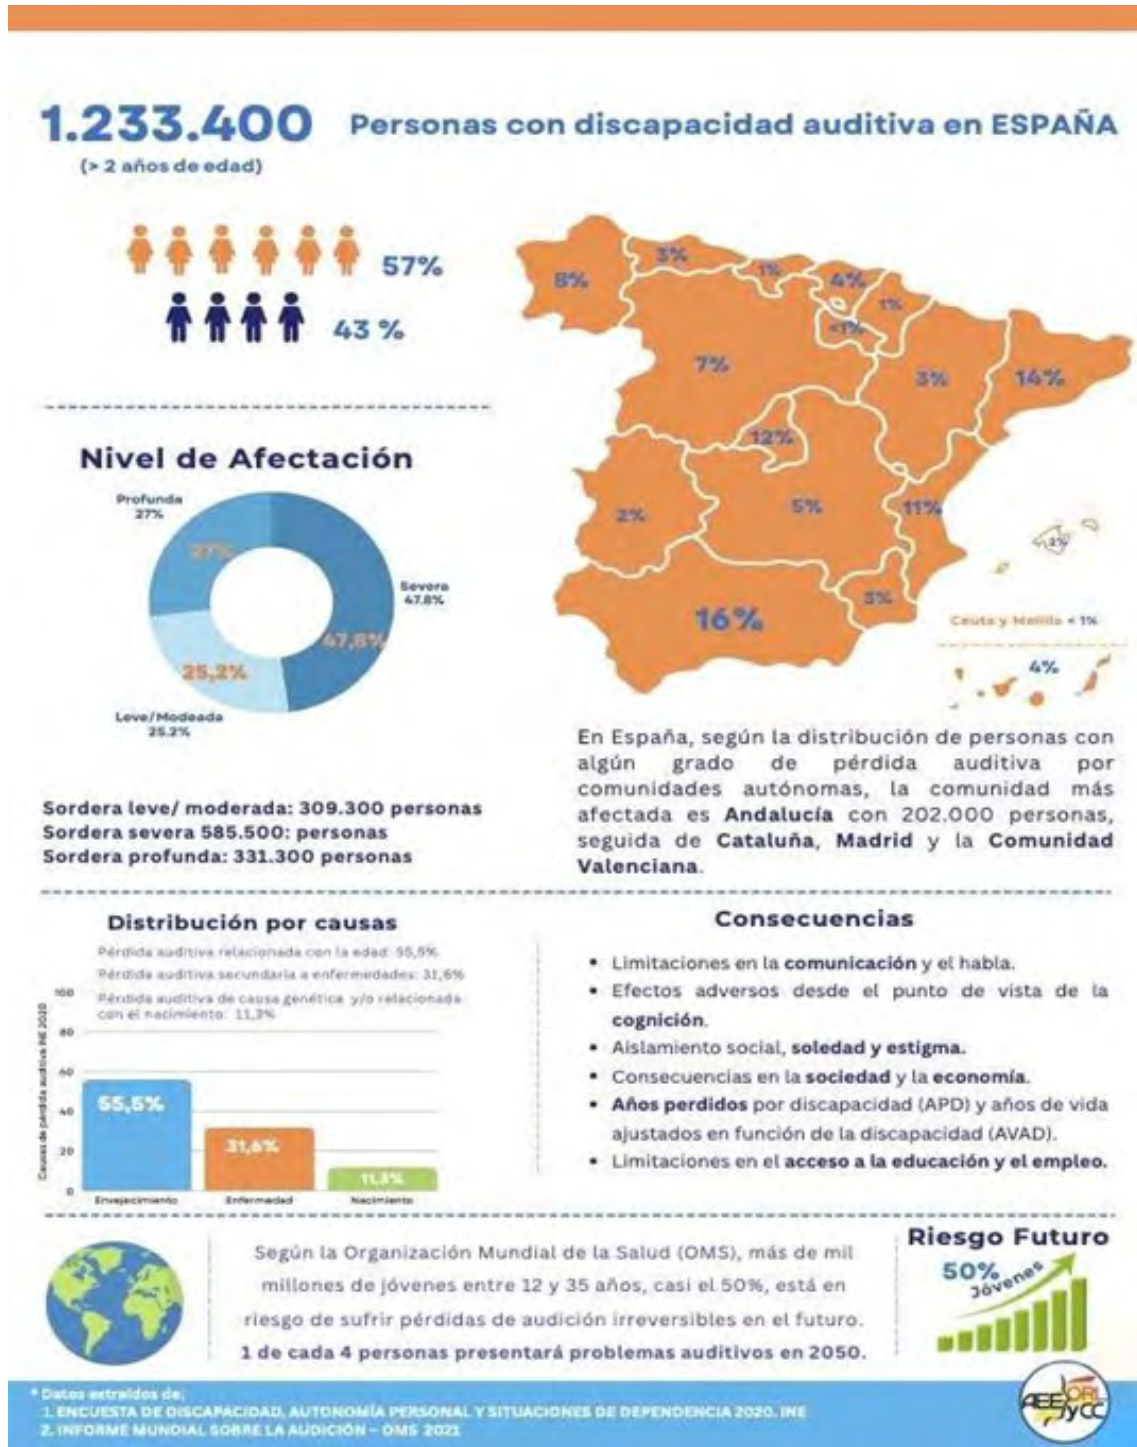 1.233.400
(> 2 años de edad)
Personas con discapacidad auditiva en ESPAÑA
57%
43 %
8%
3%
1%
4%
1%
<1%
7%
3%
14%
12%
2%
5%
11%
2%
16%
3%
Ceuta y Melilla < 1%
4%
Nivel de Afectación
Profunda
27%
27%
Severa
47.8%
47,8%
25,2%
Leve/Modeada
25.2%
Sordera leve/ moderada: 309.300 personas
Sordera severa 585.500: personas
Sordera profunda: 331.300 personas
En España, según la distribución de personas con
algún grado de pérdida auditiva por
comunidades autónomas, la comunidad más
afectada es Andalucía con 202.000 personas,
seguida de Cataluña, Madrid y la Comunidad
Valenciana.
Distribución por causas
Pérdida auditiva relacionada con la edad: 55,5%
Pérdida auditiva secundaria a enfermedades: 31,6%
Pérdida auditiva de causa genética y/o relacionada
con el nacimiento: 11,3%
Causas de pérdida auditiva INE 2020
100
80
60
40
20
0
55,5%
31,6%
11,3%
Envejecimiento
Enfermedad
Nacimiento
Consecuencias
• Limitaciones en la comunicación y el habla.
• Efectos adversos desde el punto de vista de la
cognición.
• Aislamiento social, soledad y estigma.
• Consecuencias en la sociedad y la economía.
• Años perdidos por discapacidad (APD) y años de vida
ajustados en función de la discapacidad (AVAD).
• Limitaciones en el acceso a la educación y el empleo.
Según la Organización Mundial de la Salud (OMS), más de mil
millones de jóvenes entre 12 y 35 años, casi el 50%, está en
riesgo de sufrir pérdidas de audición irreversibles en el futuro.
1 de cada 4 personas presentará problemas auditivos en 2050.
Riesgo Futuro
50%
Jóvenes
* Datos extraídos de:
1. ENCUESTA DE DISCAPACIDAD, AUTONOMÍA PERSONAL Y SITUACIONES DE DEPENDENCIA 2020. INE
2. INFORME MUNDIAL SOBRE LA AUDICIÓN – OMS 2021
AEE
ORL
yCC